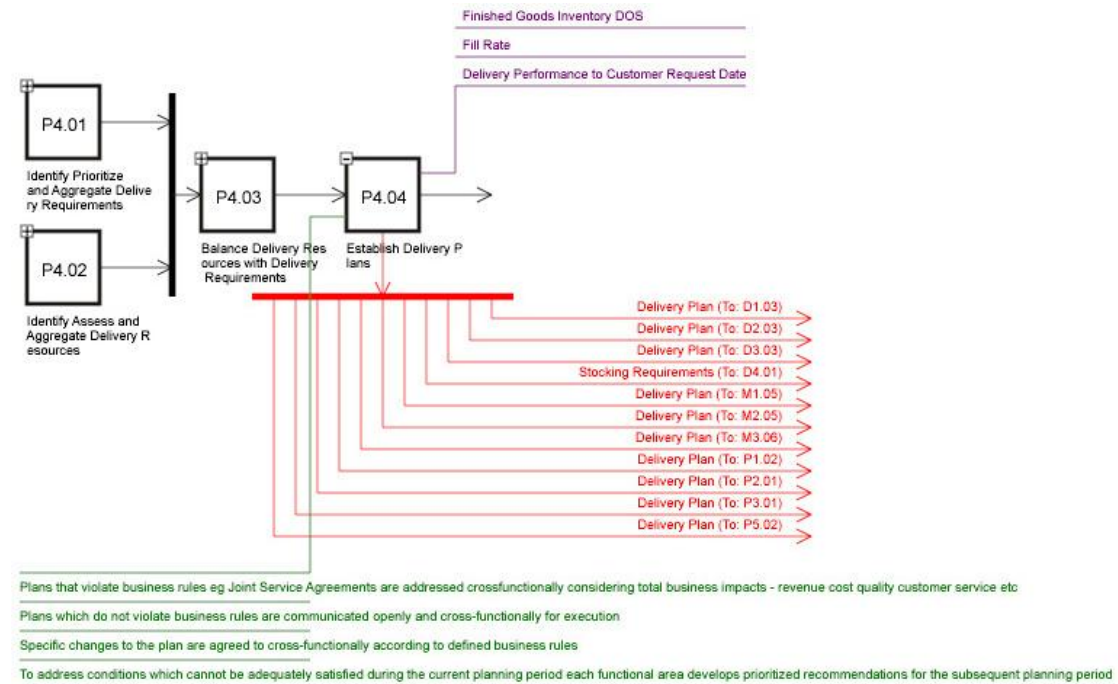 Finished Goods Inventory DOS
Fill Rate
Delivery Performance to Customer Request Date
P4.01
Identify Prioritize
and Aggregate Delive
ry Requirements
P4.02
Identify Assess and
Aggregate Delivery R
esources
P4.03
Balance Delivery Res
ources with Delivery
Requirements
P4.04
Establish Delivery P
lans
Delivery Plan (To: D1.03)
Delivery Plan (To: D2.03)
Delivery Plan (To: D3.03)
Stocking Requirements (To: D4.01)
Delivery Plan (To: M1.05)
Delivery Plan (To: M2.05)
Delivery Plan (To: M3.06)
Delivery Plan (To: P1.02)
Delivery Plan (To: P2.01)
Delivery Plan (To: P3.01)
Delivery Plan (To: P5.02)
Plans that violate business rules eg Joint Service Agreements are addressed crossfunctionally considering total business impacts - revenue cost quality customer service etc
Plans which do not violate business rules are communicated openly and cross-functionally for execution
Specific changes to the plan are agreed to cross-functionally according to defined business rules
To address conditions which cannot be adequately satisfied during the current planning period each functional area develops prioritized recommendations for the subsequent planning period